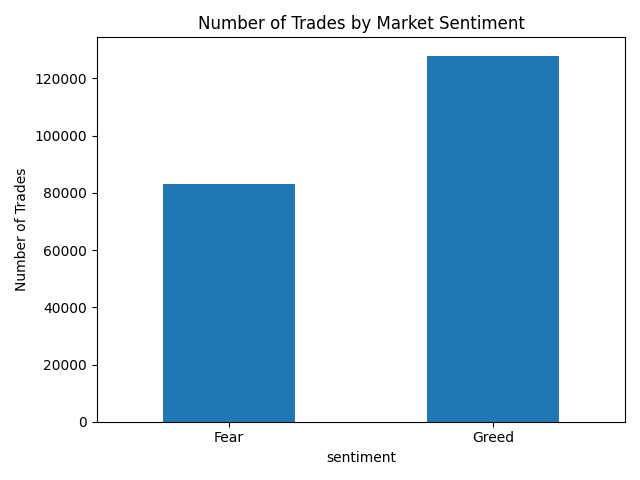 Number of Trades by Market Sentiment
Number of Trades
120000
100000
80000
60000
40000
20000
0
Fear
Greed
sentiment